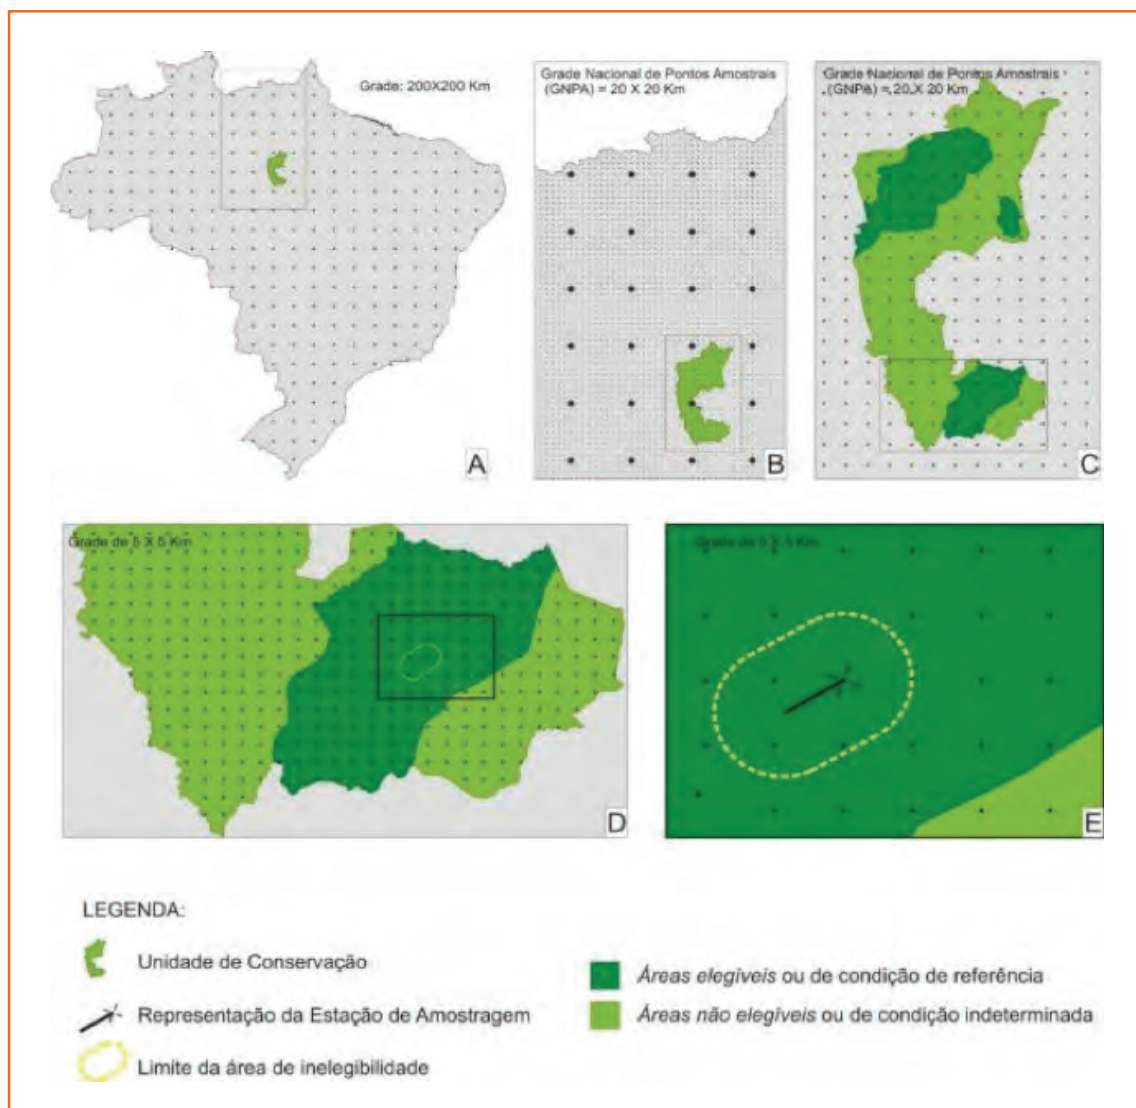 Grade: 200X200 Km
A
Grade Nacional de Pontos Amostrais
(GNPA) = 20 X 20 Km
B
Grade Nacional de Pontos Amostrais
(GNPA) = 20 X 20 Km
C
Grade de 5 X 5 Km
D
Grade de 5 X 5 Km
E
LEGENDA:
Unidade de Conservação
Representação da Estação de Amostragem
Limite da área de inelegibilidade
Áreas elegíveis ou de condição de referência
Áreas não elegíveis ou de condição indeterminada